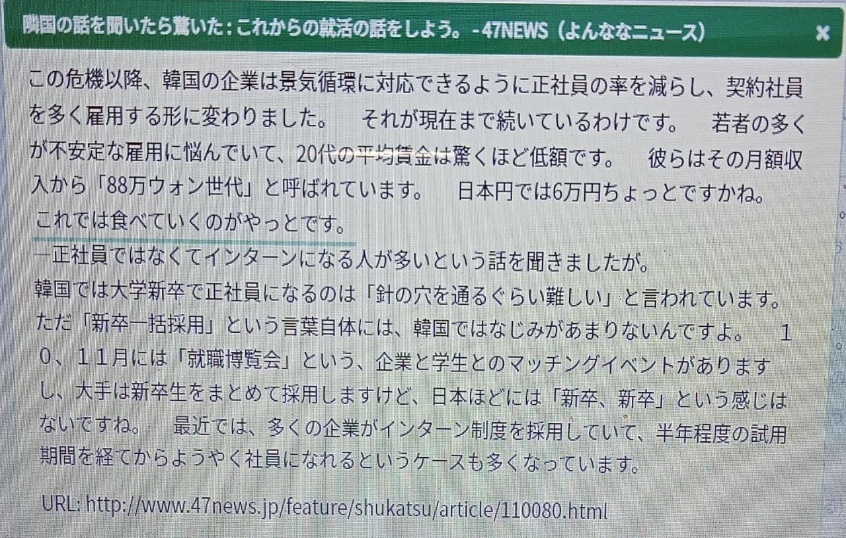 隣国の話を聞いたら驚いた：これからの就活の話をしよう。- 47NEWS（よんななニュース） ×
この危機以降、韓国の企業は景気循環に対応できるように正社員の率を減らし、契約社員
を多く雇用する形に変わりました。　それが現在まで続いているわけです。　若者の多く
が不安定な雇用に悩んでいて、20代の平均賃金は驚くほど低額です。　彼らはその月額収
入から「88万ウォン世代」と呼ばれています。　日本円では6万円ちょっとですかね。
これでは食べていくのがやっとです。
―正社員ではなくてインターンになる人が多いという話を聞きましたが。
韓国では大学新卒で正社員になるのは「針の穴を通るぐらい難しい」と言われています。
ただ「新卒一括採用」という言葉自体には、韓国ではなじみがあまりないんですよ。　１
０、１１月には「就職博覧会」という、企業と学生とのマッチングイベントがあります
し、大手は新卒生をまとめて採用しますけど、日本ほどには「新卒、新卒」という感じは
ないですね。　最近では、多くの企業がインターン制度を採用していて、半年程度の試用
期間を経てからようやく社員になれるというケースも多くなっています。
URL: http://www.47news.jp/feature/shukatsu/article/110080.html